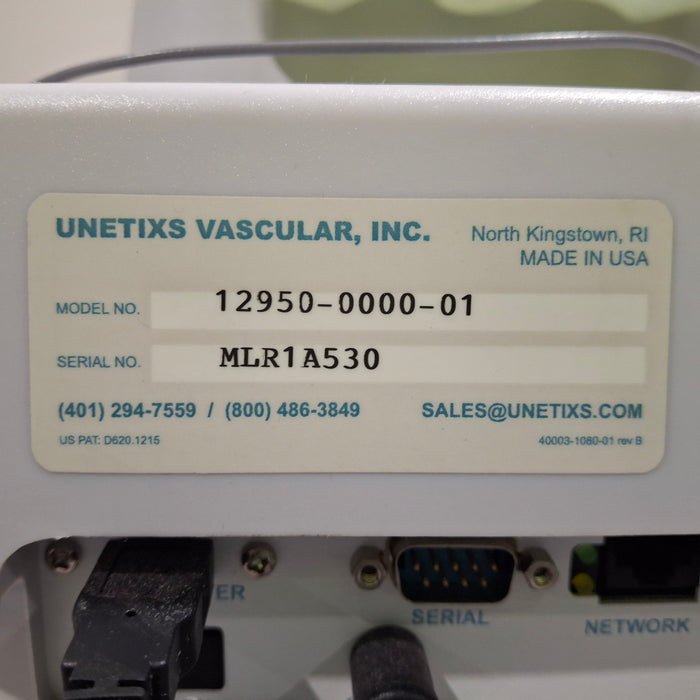 UNETIXS VASCULAR, INC.
North Kingstown, RI
MADE IN USA
MODEL NO. 12950-0000-01
SERIAL NO. MLR1A530
(401) 294-7559 / (800) 486-3849 SALES@UNETIXS.COM
US PAT: D620.1215 40003-1080-01 rev B
SERIAL
NETWORK